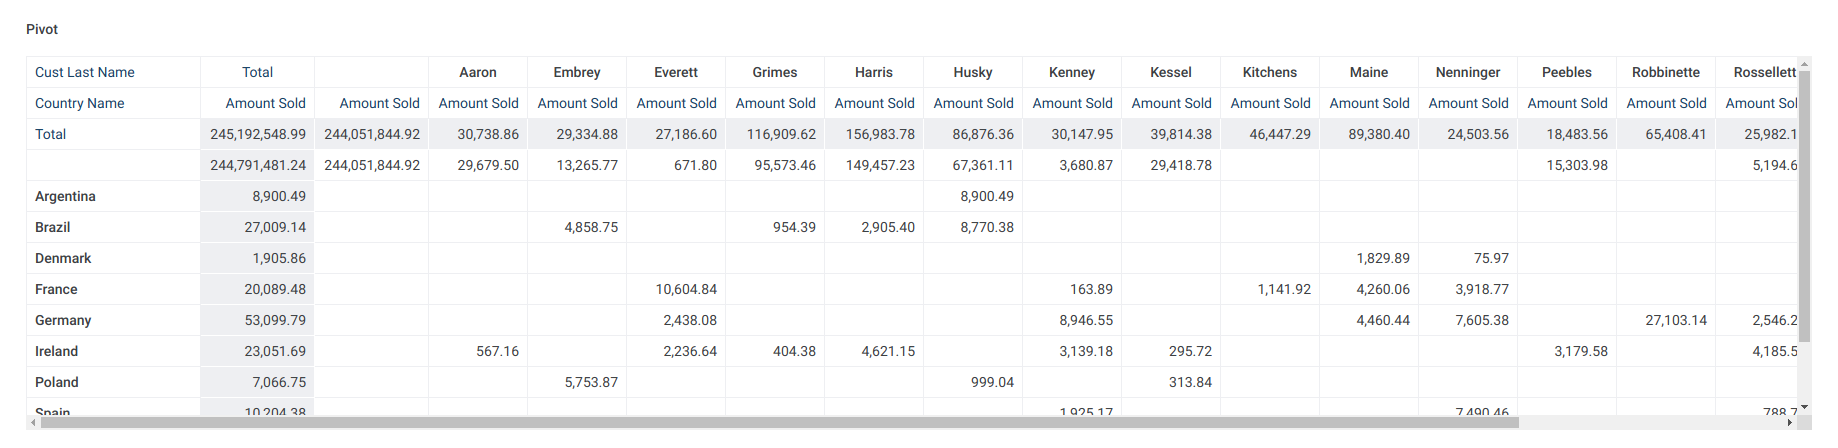 Pivot
Cust Last Name Total Aaron Embrey Everett Grimes Harris Husky Kenney Kessel Kitchens Maine Nenninger Peebles Robbinette Rossellett
Country Name Amount Sold Amount Sold Amount Sold Amount Sold Amount Sold Amount Sold Amount Sold Amount Sold Amount Sold Amount Sold Amount Sold Amount Sold Amount Sold Amount Sold Amount Sold Amount Sol
Total 245,192,548.99 244,051,844.92 30,738.86 29,334.88 27,186.60 116,909.62 156,983.78 86,876.36 30,147.95 39,814.38 46,447.29 89,380.40 24,503.56 18,483.56 65,408.41 25,982.1
244,791,481.24 244,051,844.92 29,679.50 13,265.77 671.80 95,573.46 149,457.23 67,361.11 3,680.87 29,418.78 15,303.98 5,194.6
Argentina 8,900.49 8,900.49
Brazil 27,009.14 4,858.75 954.39 2,905.40 8,770.38
Denmark 1,905.86 1,829.89 75.97
France 20,089.48 10,604.84 163.89 1,141.92 4,260.06 3,918.77
Germany 53,099.79 2,438.08 8,946.55 4,460.44 7,605.38 27,103.14 2,546.2
Ireland 23,051.69 567.16 2,236.64 404.38 4,621.15 3,139.18 295.72 3,179.58 4,185.5
Poland 7,066.75 5,753.87 999.04 313.84
Spain 10,204.38 1,925.17 7,490.46 788.7